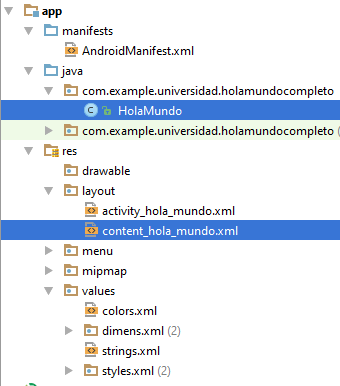 app
manifests
AndroidManifest.xml
java
com.example.universidad.holamundocompleto
C HolaMundo
com.example.universidad.holamundocompleto (
res
drawable
layout
activity_hola_mundo.xml
content_hola_mundo.xml
menu
mipmap
values
colors.xml
dimens.xml (2)
strings.xml
styles.xml (2)